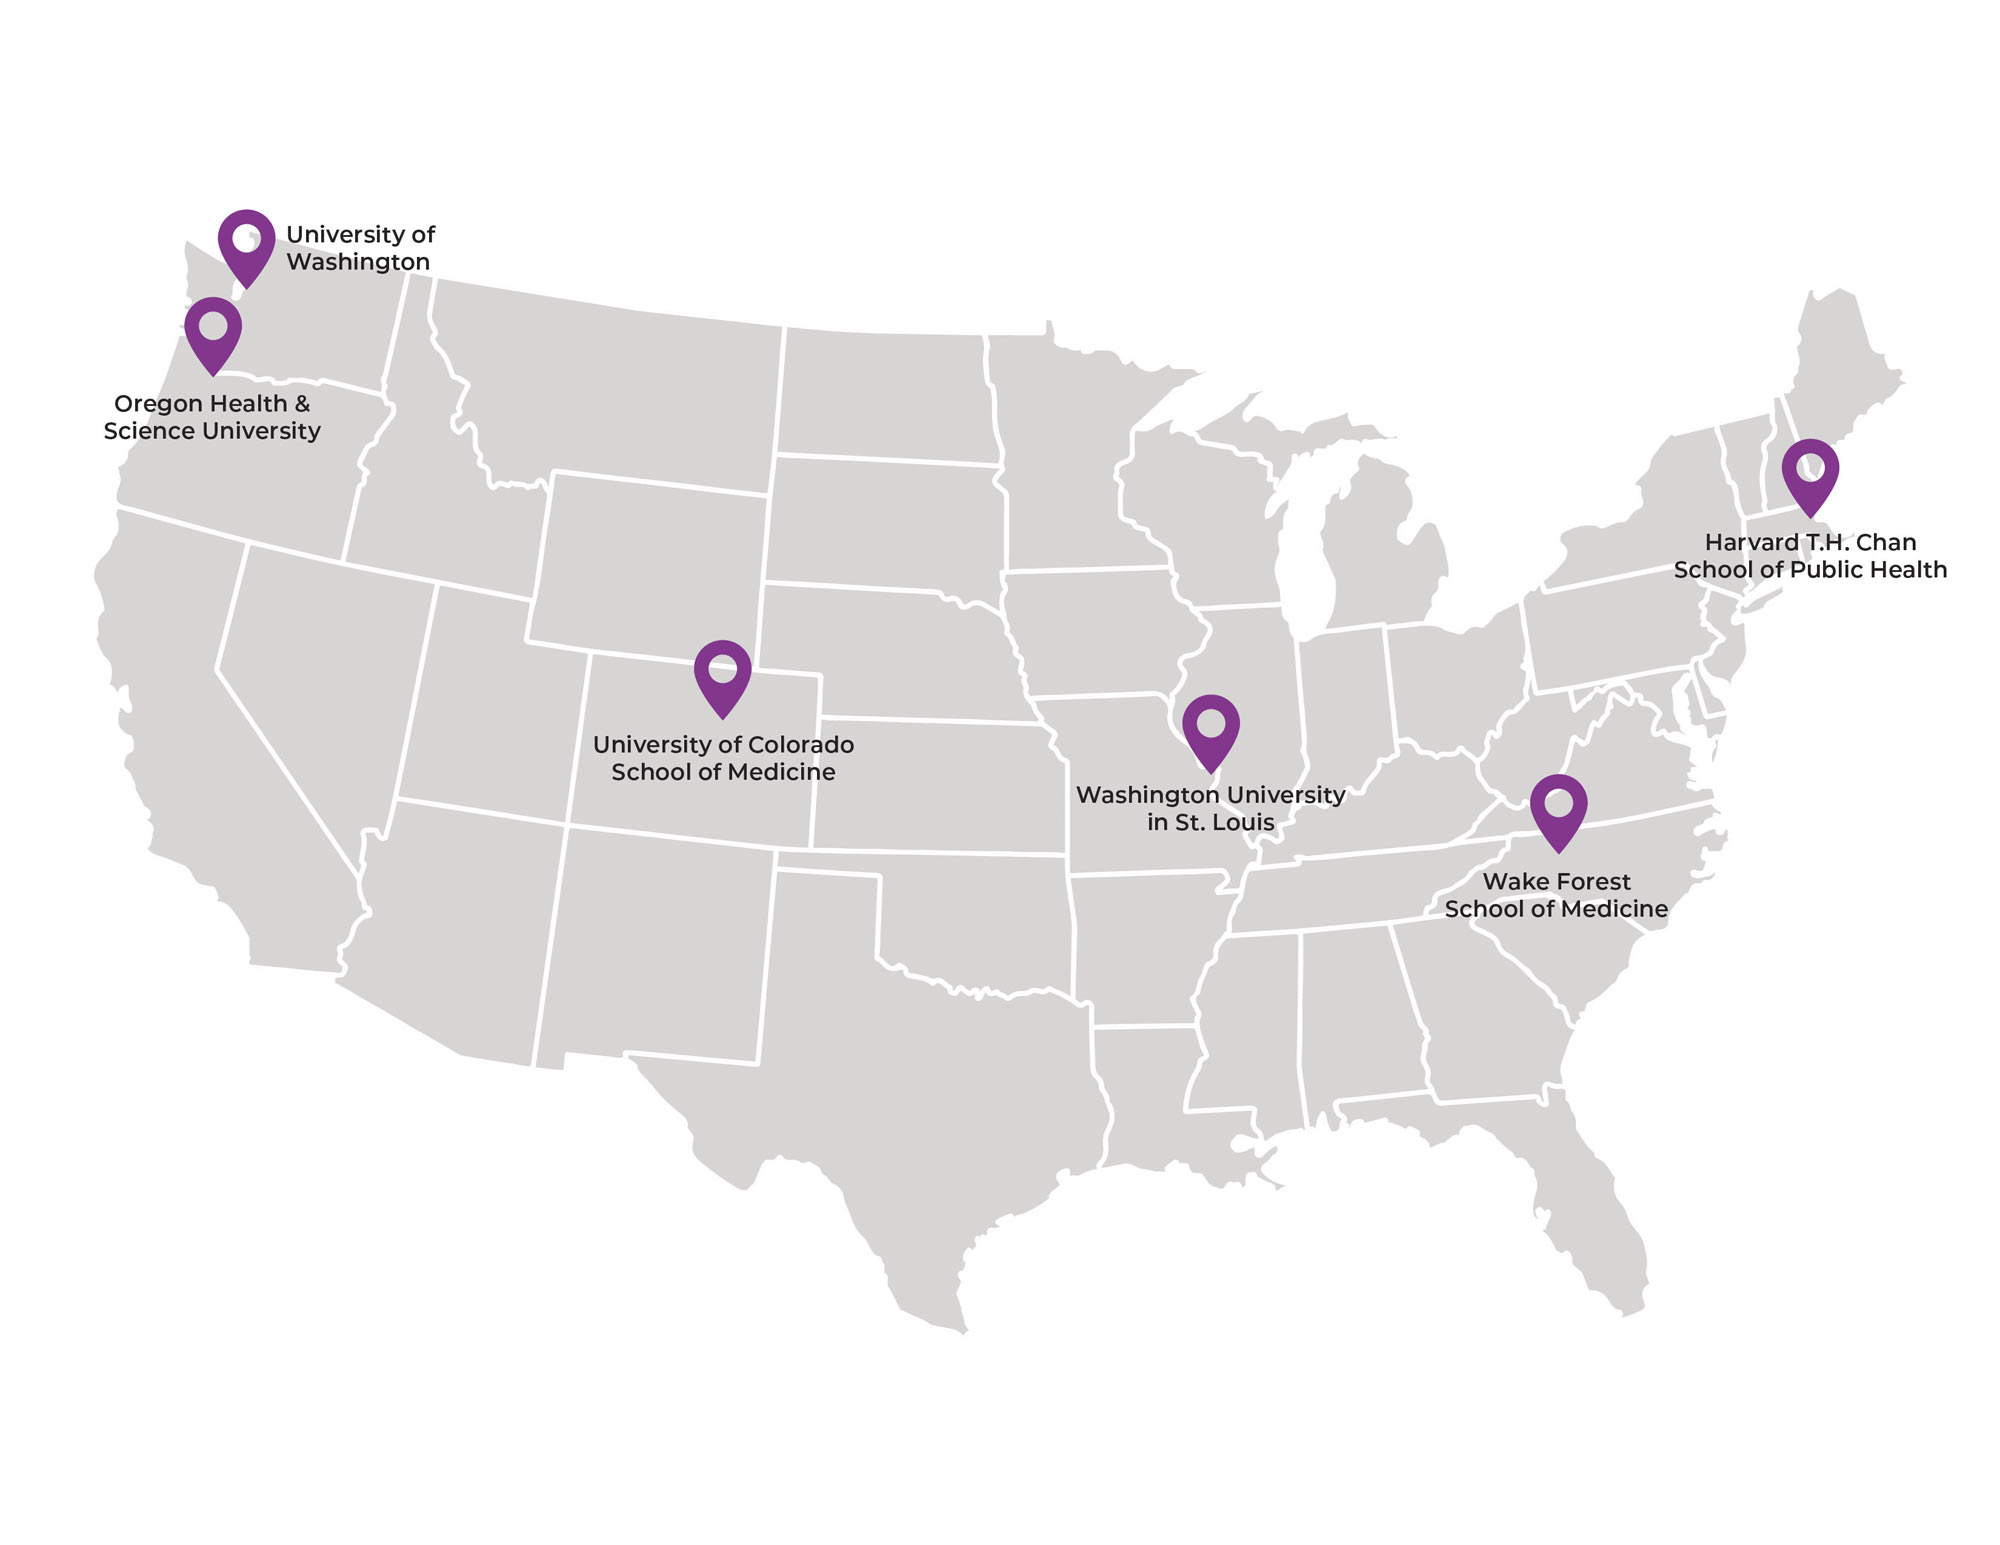 University of
Washington
Oregon Health &
Science University
Harvard T.H. Chan
School of Public Health
University of Colorado
School of Medicine
Washington University
in St. Louis
Wake Forest
School of Medicine